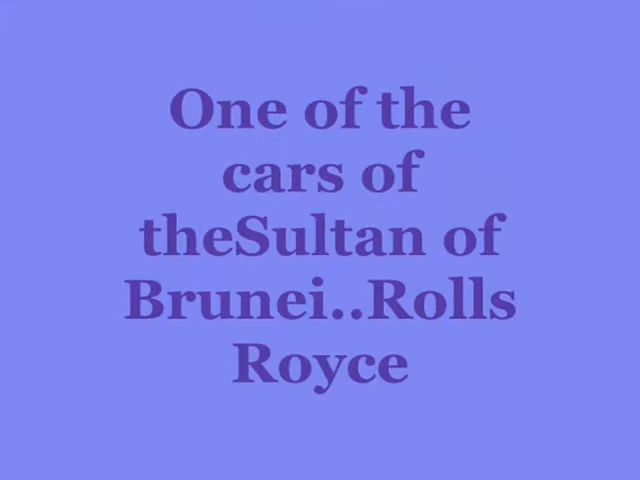 One of the
cars of
theSultan of
Brunei..Rolls
Royce